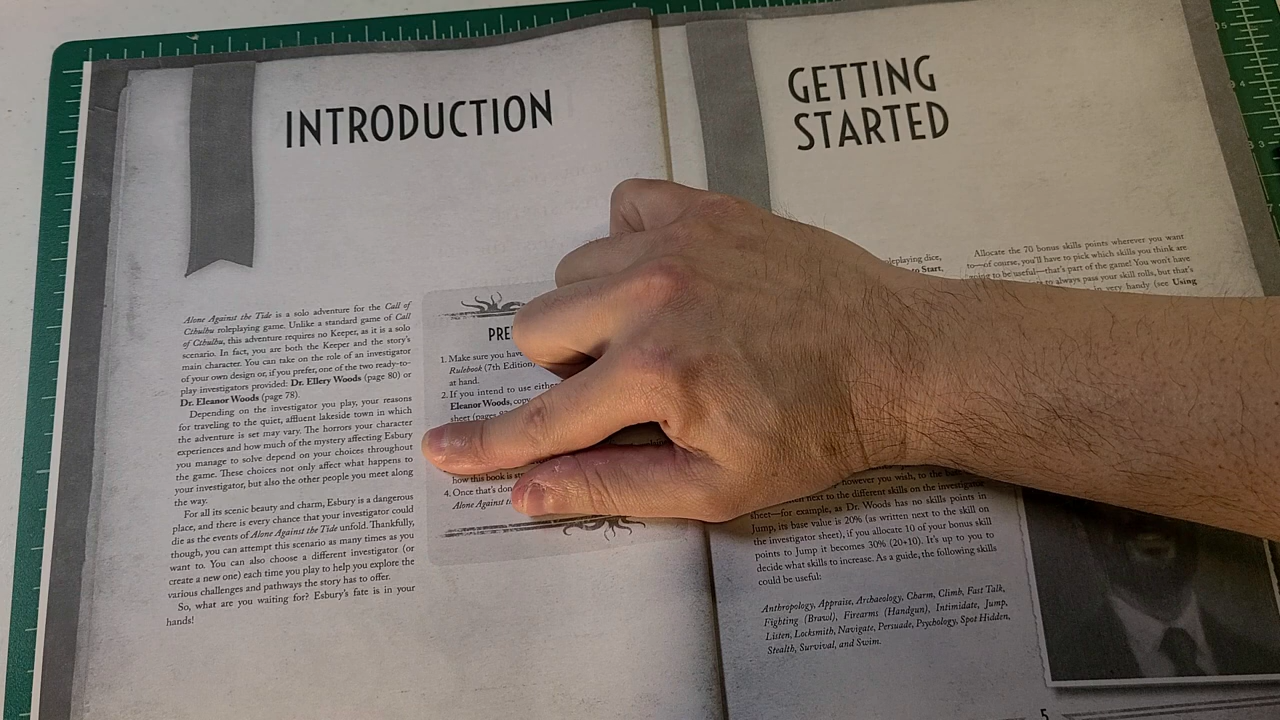 INTRODUCTION
Alone Against the Tide is a solo adventure for the Call of
Cthulhu roleplaying game. Unlike a standard game of Call
of Cthulhu, this adventure requires no Keeper, as it is a solo
scenario. In fact, you are both the Keeper and the story's
main character. You can take on the role of an investigator
of your own design or, if you prefer, one of the two ready-to-
play investigators provided: Dr. Ellery Woods (page 80) or
Dr. Eleanor Woods (page 78).
Depending on the investigator you play, your reasons
for traveling to the quiet, affluent lakeside town in which
the adventure is set may vary. The horrors your character
experiences and how much of the mystery affecting Esbury
you manage to solve depend on your choices throughout
the game. These choices not only affect what happens to
your investigator, but also the other people you meet along
the way.
For all its scenic beauty and charm, Esbury is a dangerous
place, and there is every chance that your investigator could
die as the events of Alone Against the Tide unfold. Thankfully,
though, you can attempt this scenario as many times as you
want to. You can also choose a different investigator (or
create a new one) each time you play to help you explore the
various challenges and pathways the story has to offer.
So, what are you waiting for? Esbury's fate is in your
hands!
1. Make sure you have
Rulebook (7th Edition)
at hand.
2. If you intend to use either
Eleanor Woods, copy
sheet (pages
how this book is
4. Once that's don
Alone Against
GETTING
STARTED
roleplaying dice,
to Start,
Allocate the 70 bonus skills points wherever you want
to—of course, you'll have to pick which skills you think are
going to be useful—that's part of the game! You won't have
to always pass your skill rolls, but that's
in very handy (see Using
however you wish, to the
next to the different skills on the investigator
sheet—for example, as Dr. Woods has no skills points in
Jump, its base value is 20% (as written next to the skill on
the investigator sheet), if you allocate 10 of your bonus skill
points to Jump it becomes 30% (20+10). It's up to you to
decide what skills to increase. As a guide, the following skills
could be useful:
Anthropology, Appraise, Archaeology, Charm, Climb, Fast Talk,
Fighting (Brawl), Firearms (Handgun), Intimidate, Jump,
Listen, Locksmith, Navigate, Persuade, Psychology, Spot Hidden,
Stealth, Survival, and Swim.
5